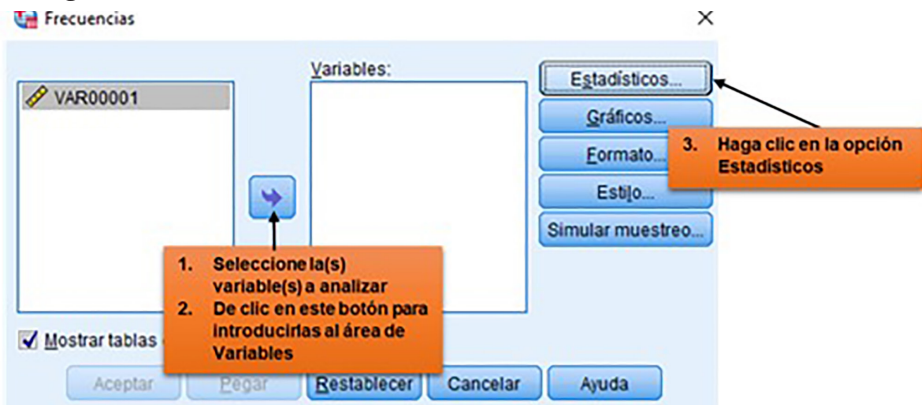 Frecuencias
Variables:
VAR00001
Estadísticos...
Gráficos...
Formato...
Estilo...
Simular muestreo...
3. Haga clic en la opción
Estadísticos
1. Seleccione la(s)
variable(s) a analizar
2. De clic en este botón para
introducirlas al área de
Variables
Mostrar tablas
Aceptar
Pegar
Restablecer
Cancelar
Ayuda